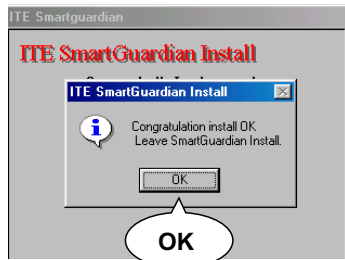 ITE Smartguardian
ITE SmartGuardian Install
ITE SmartGuardian Install
Congratulation install OK
Leave SmartGuardian Install.
OK
OK